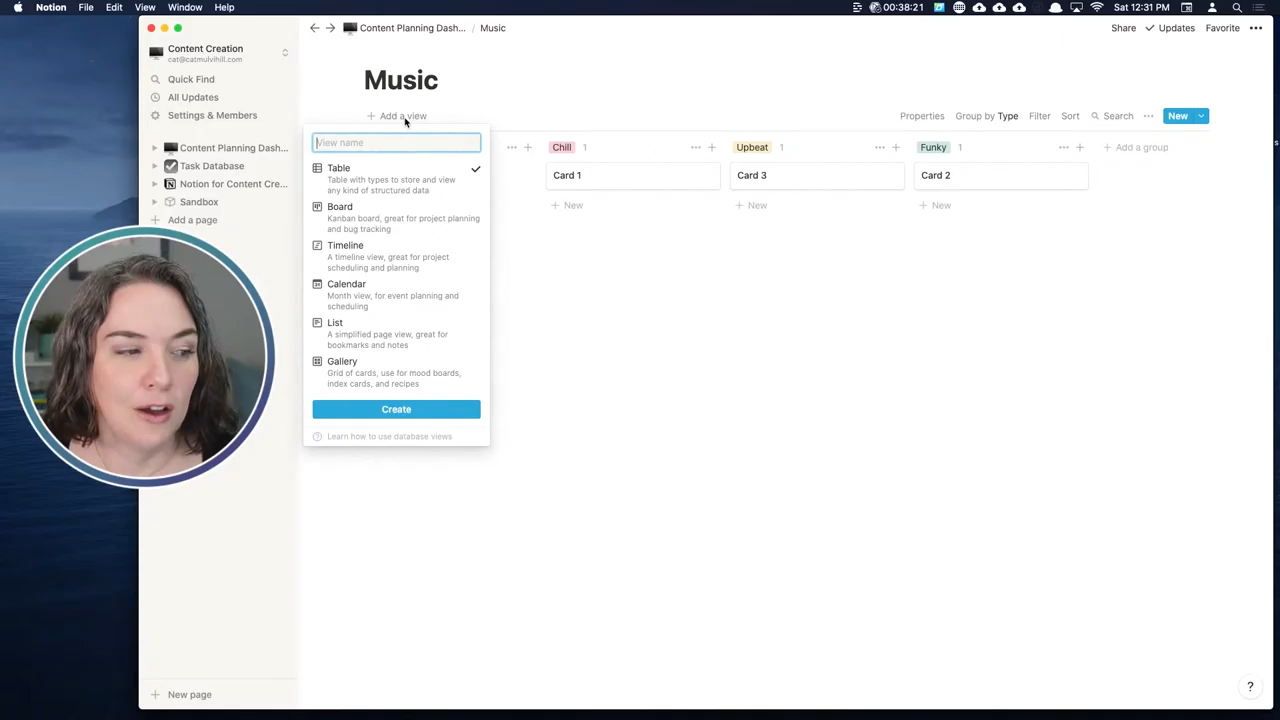 Notion File Edit View Window Help
00:38:21
Sat 12:31 PM
Content Creation
cat@catmulvihill.com
Quick Find
All Updates
Settings & Members
Content Planning Dash...
Task Database
Notion for Content Cre...
Sandbox
Add a page
New page
Content Planning Dash... / Music
Share Updates Favorite
Music
Add a view
Properties Group by Type Filter Sort Search New
View name
Table
Table with types to store and view
any kind of structured data
Board
Kanban board, great for project planning
and bug tracking
Timeline
A timeline view, great for project
scheduling and planning
Calendar
Month view, for event planning and
scheduling
List
A simplified page view, great for
bookmarks and notes
Gallery
Grid of cards, use for mood boards,
index cards, and recipes
Create
Learn how to use database views
Chill 1
Card 1
New
Upbeat 1
Card 3
New
Funky 1
Card 2
New
Add a group
?